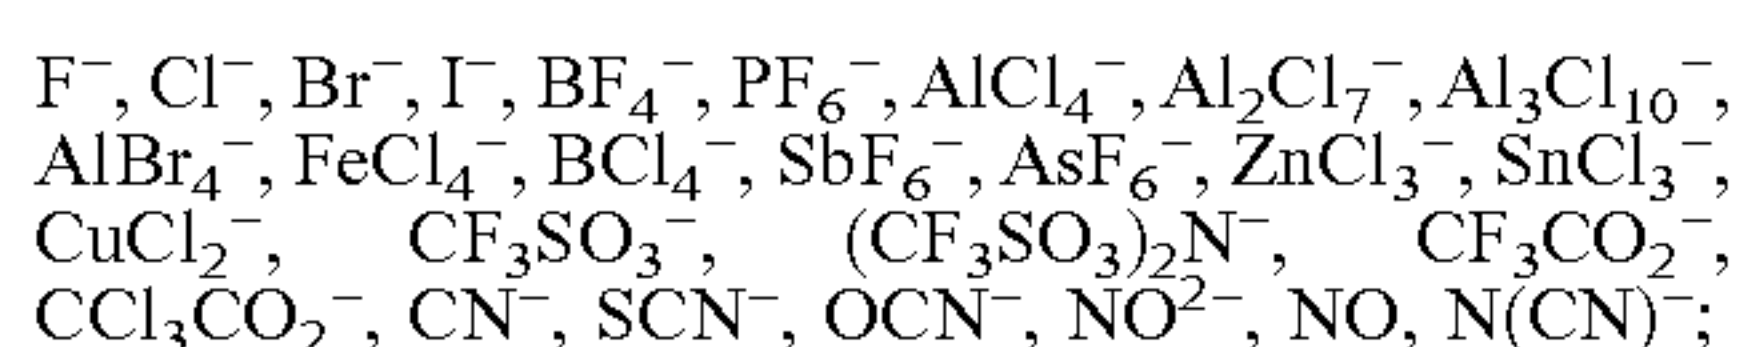 F⁻, Cl⁻, Br⁻, I⁻, BF₄⁻, PF₆⁻, AlCl₄⁻, Al₂Cl₇⁻, Al₃Cl₁₀⁻,
AlBr₄⁻, FeCl₄⁻, BCl₄⁻, SbF₆⁻, AsF₆⁻, ZnCl₃⁻, SnCl₃⁻,
CuCl₂⁻, CF₃SO₃⁻, (CF₃SO₃)₂N⁻, CF₃CO₂⁻,
CCl₃CO₂⁻, CN⁻, SCN⁻, OCN⁻, NO²⁻, NO, N(CN)⁻;